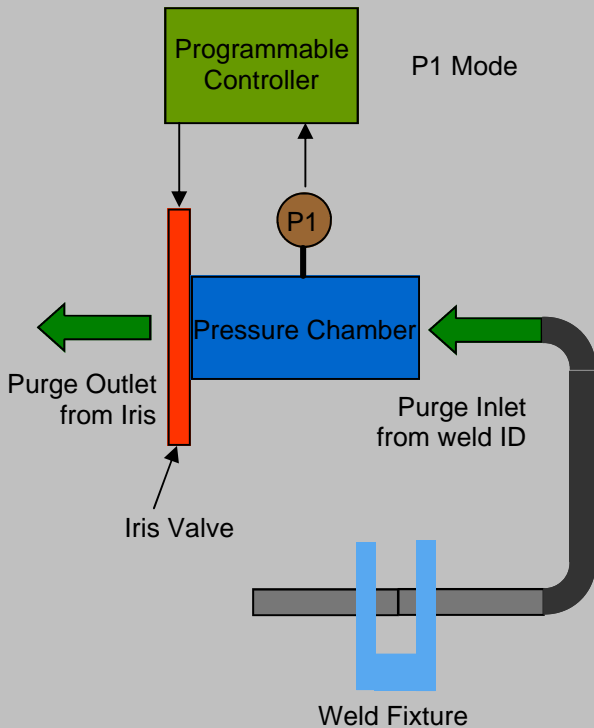 Programmable
Controller
P1 Mode
P1
Pressure Chamber
Purge Outlet
from Iris
Purge Inlet
from weld ID
Iris Valve
Weld Fixture